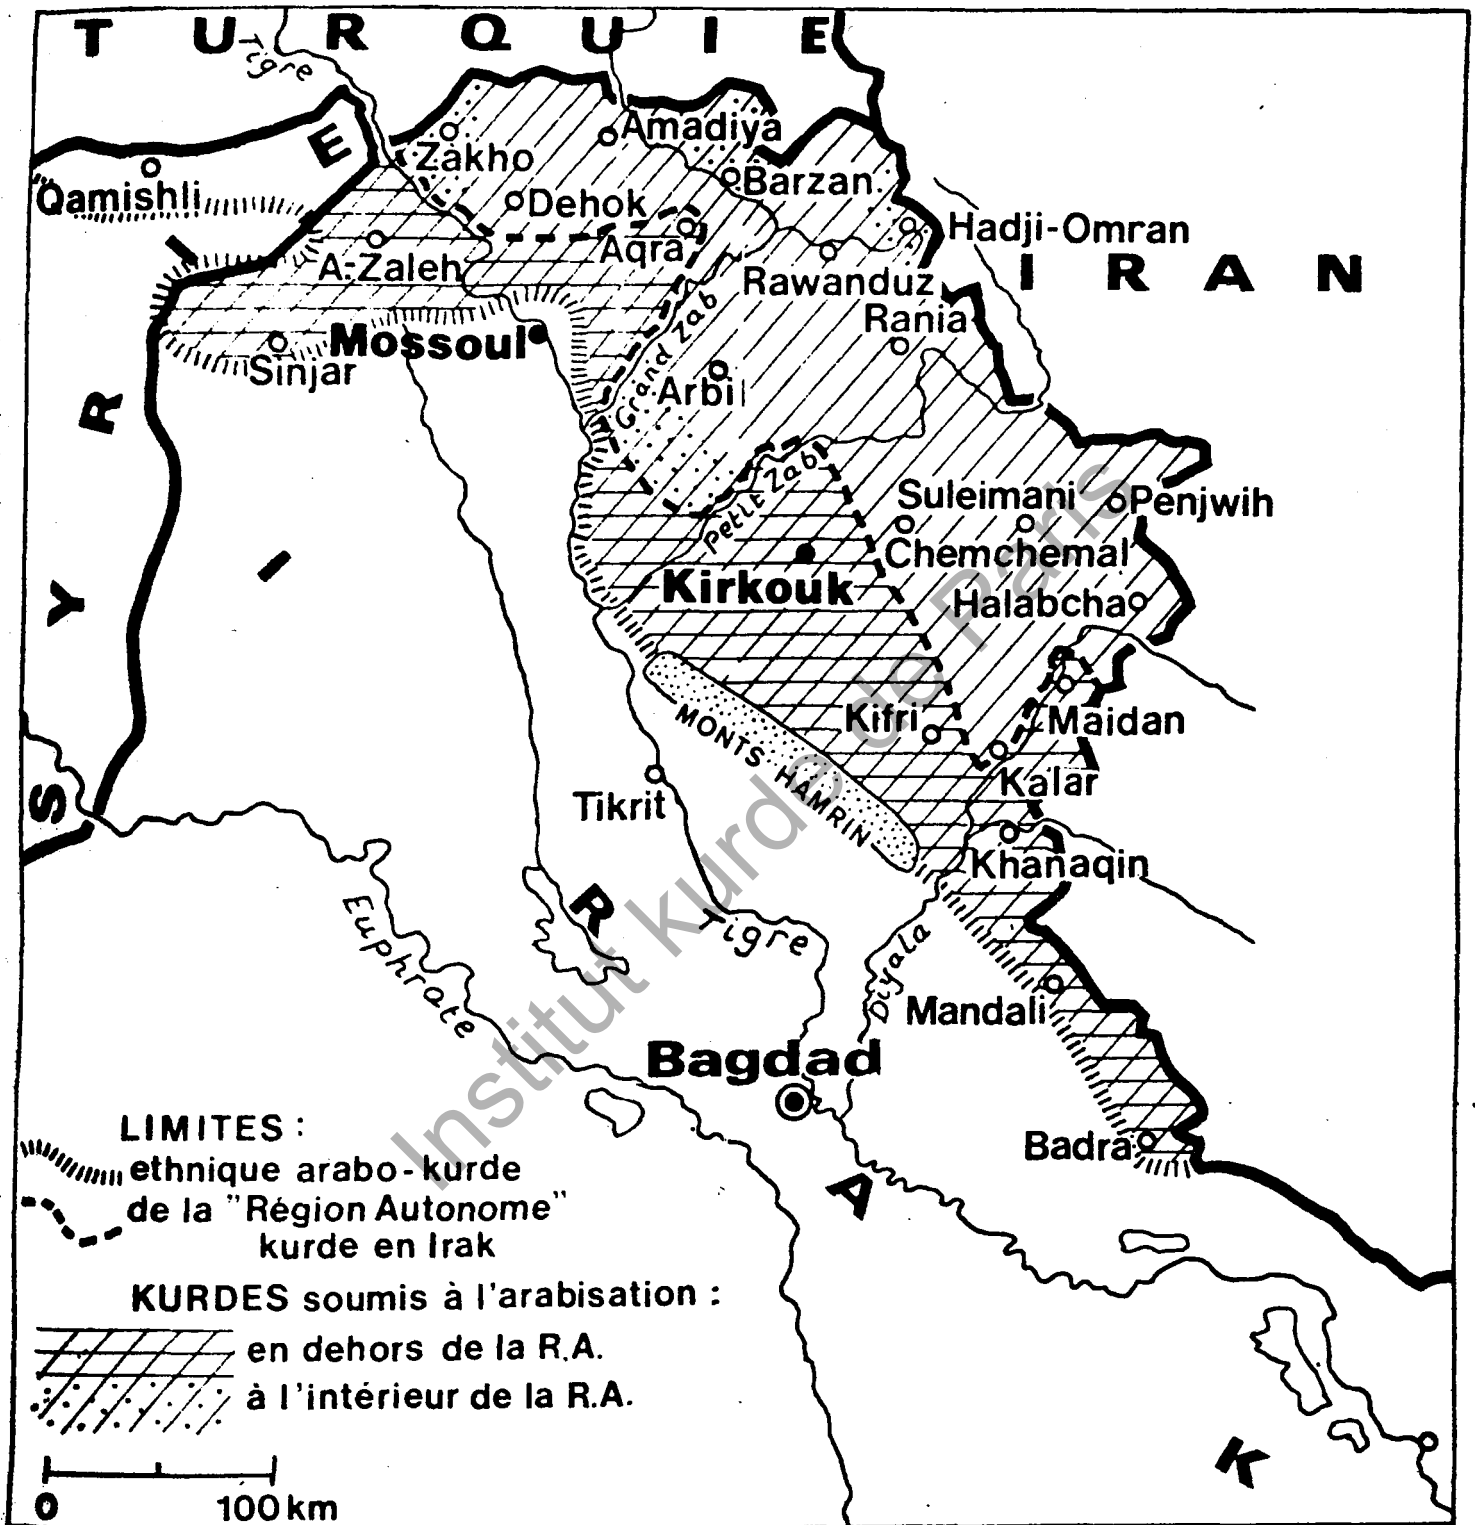 TURQUIE
Tigre
Amadiya
Zakho
Barzan
Qamishli
Dehok
Hadji-Omran
Aqra
A-Zaleh
IRAN
Rawanduz
Grand Zab
Rania
Mossoul
Sinjar
Arbil
SYRIE
Petit Zab
Suleimani
Penjwih
Chemchemal
Kirkouk
Halabcha
MONTS HAMRIN
Kifri
Maidan
Kalar
Tikrit
Khanaqin
Euphrate
Tigre
Diyala
Mandali
Bagdad
Badra
IRAK
Institut kurde de Paris
LIMITES :
ethnique arabo-kurde
de la "Région Autonome"
kurde en Irak
KURDES soumis à l'arabisation :
en dehors de la R.A.
à l'intérieur de la R.A.
0 100 km